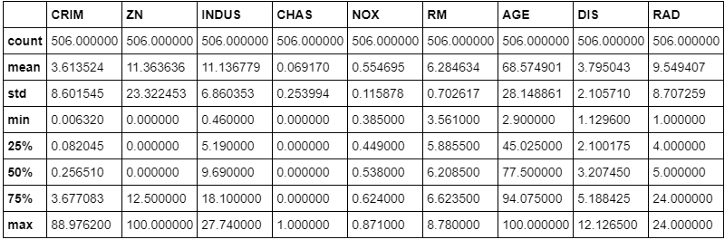 CRIM ZN INDUS CHAS NOX RM AGE DIS RAD
count 506.000000 506.000000 506.000000 506.000000 506.000000 506.000000 506.000000 506.000000 506.000000
mean 3.613524 11.363636 11.136779 0.069170 0.554695 6.284634 68.574901 3.795043 9.549407
std 8.601545 23.322453 6.860353 0.253994 0.115878 0.702617 28.148861 2.105710 8.707259
min 0.006320 0.000000 0.460000 0.000000 0.385000 3.561000 2.900000 1.129600 1.000000
25% 0.082045 0.000000 5.190000 0.000000 0.449000 5.885500 45.025000 2.100175 4.000000
50% 0.256510 0.000000 9.690000 0.000000 0.538000 6.208500 77.500000 3.207450 5.000000
75% 3.677083 12.500000 18.100000 0.000000 0.624000 6.623500 94.075000 5.188425 24.000000
max 88.976200 100.000000 27.740000 1.000000 0.871000 8.780000 100.000000 12.126500 24.000000